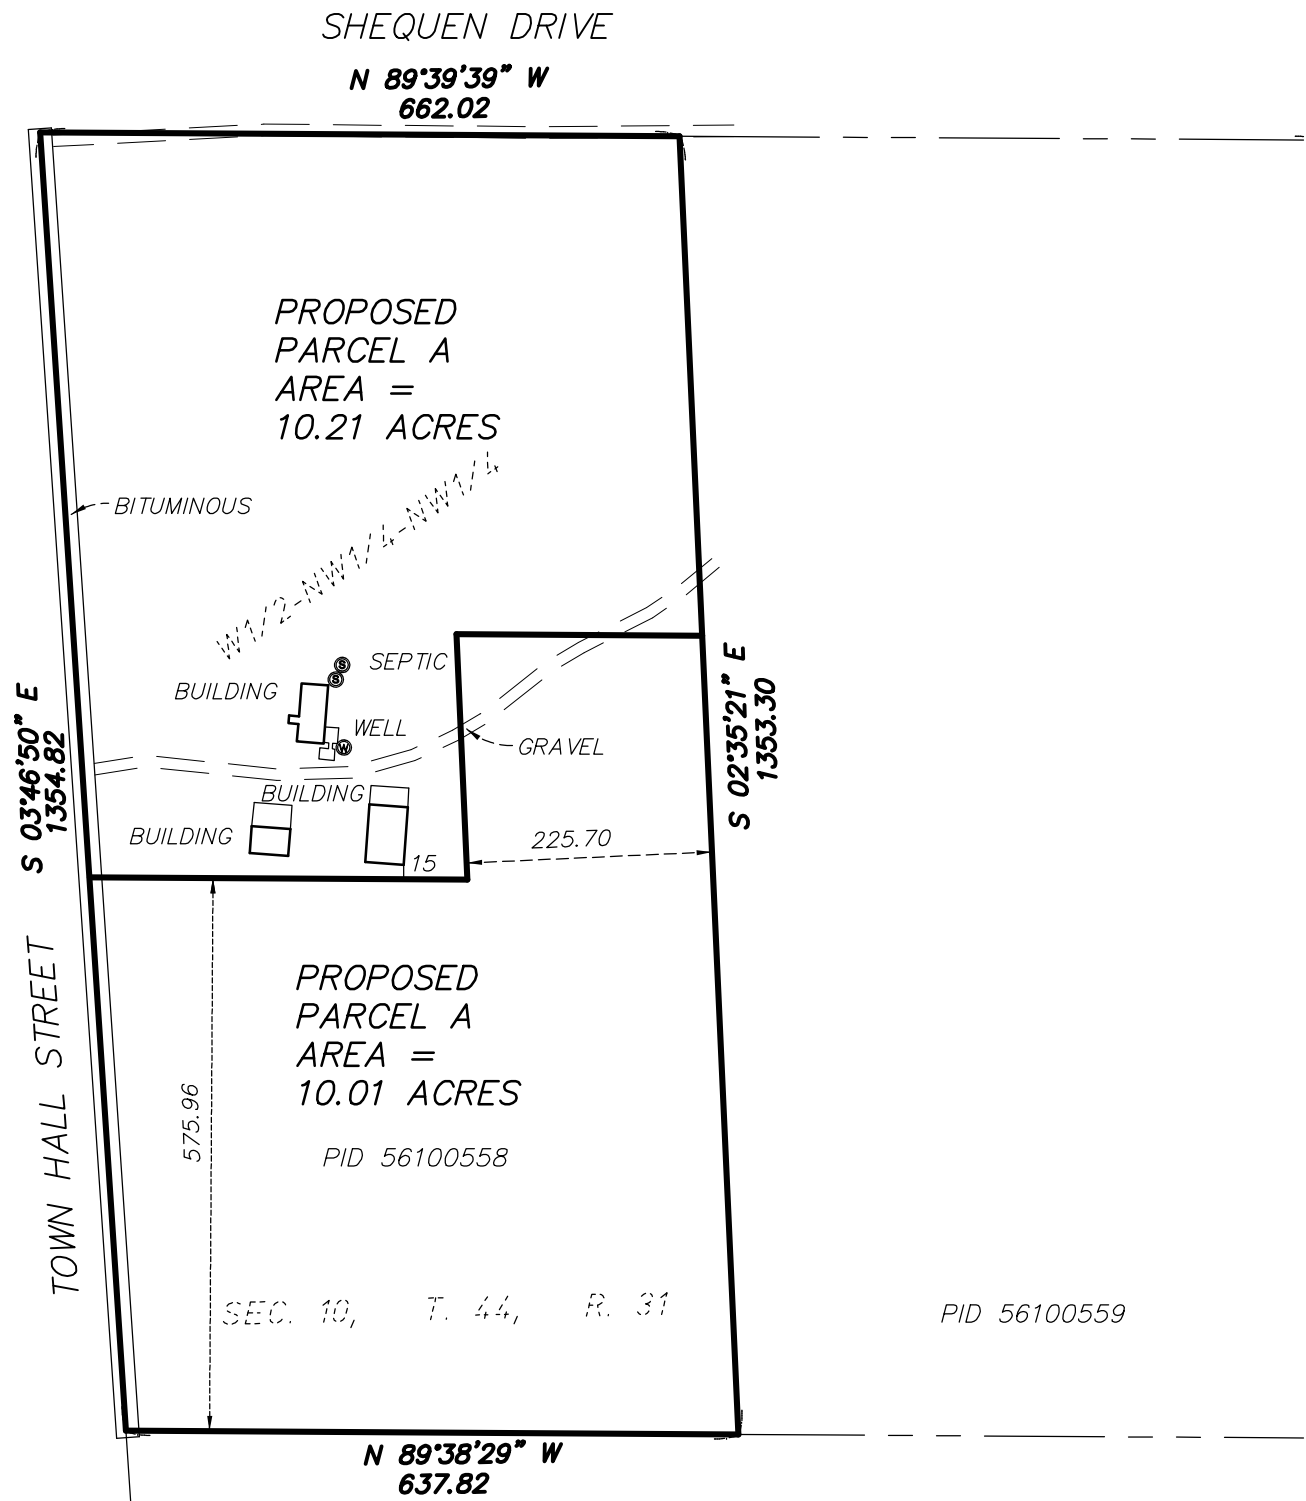 SHEQUEN DRIVE
N 89°39'39" W
662.02
PROPOSED
PARCEL A
AREA =
10.21 ACRES
BITUMINOUS
W1/2-NW1/4-NW1/4
SEPTIC
S
S
BUILDING
WELL
W
GRAVEL
BUILDING
BUILDING
15
225.70
S 03°46'50" E
1354.82
S 02°35'21" E
1353.30
TOWN HALL STREET
PROPOSED
PARCEL A
AREA =
10.01 ACRES
575.96
PID 56100558
SEC. 10, T. 44, R. 31
PID 56100559
N 89°38'29" W
637.82